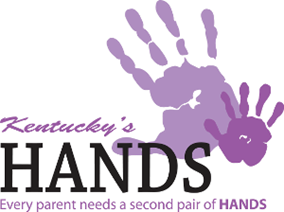 Kentucky's
HANDS
Every parent needs a second pair of HANDS